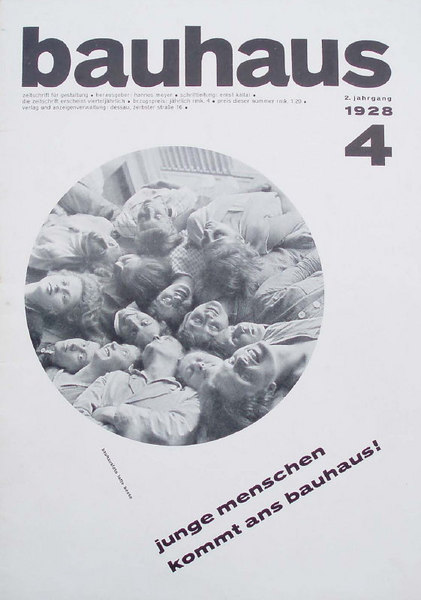 bauhaus
zeitschrift für gestaltung • herausgeber: hannes meyer • schriftleitung: ernst kállai •
die zeitschrift erscheint vierteljährlich • bezugspreis: jährlich rmk. 4 • preis dieser nummer rmk. 1.20 •
verlag und anzeigenverwaltung: dessau, zerbster straße 16 •
2. jahrgang
1928
4
junge menschen
kommt ans bauhaus!